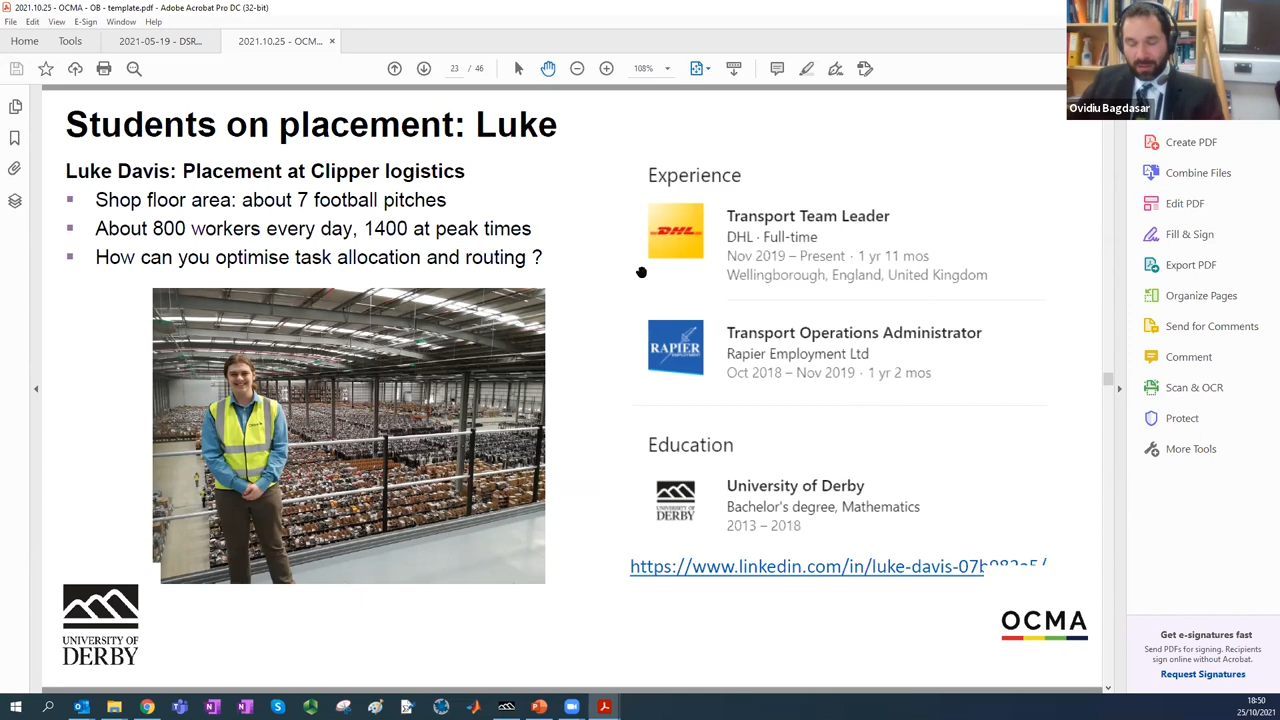 2021.10.25 - OCMA - OB - template.pdf - Adobe Acrobat Pro DC (32-bit)
File Edit View E-Sign Window Help
Home Tools 2021-05-19 - DSR... 2021.10.25 - OCM... ×
23 / 46 108%
Ovidiu Bagdasar
Students on placement: Luke
Luke Davis: Placement at Clipper logistics
Shop floor area: about 7 football pitches
About 800 workers every day, 1400 at peak times
How can you optimise task allocation and routing ?
UNIVERSITY OF
DERBY
Experience
DHL
Transport Team Leader
DHL · Full-time
Nov 2019 – Present · 1 yr 11 mos
Wellingborough, England, United Kingdom
RAPIER
EMPLOYMENT
Transport Operations Administrator
Rapier Employment Ltd
Oct 2018 – Nov 2019 · 1 yr 2 mos
Education
UNIVERSITY OF
DERBY
University of Derby
Bachelor's degree, Mathematics
2013 – 2018
OCMA
Create PDF
Combine Files
Edit PDF
Fill & Sign
Export PDF
Organize Pages
Send for Comments
Comment
Scan & OCR
Protect
More Tools
Get e-signatures fast
Send PDFs for signing. Recipients
sign online without Acrobat.
Request Signatures
18:50
25/10/2021